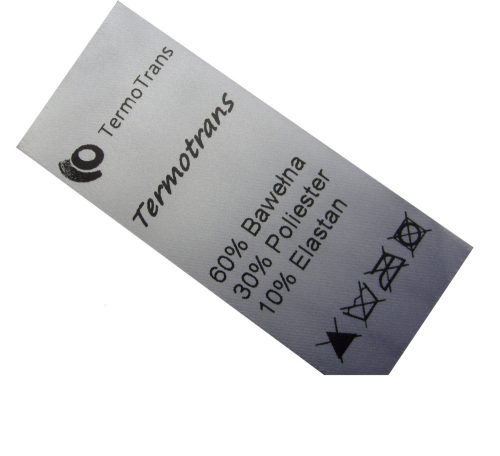 TermoTrans
Termotrans
60% Bawełna
30% Poliester
10% Elastan